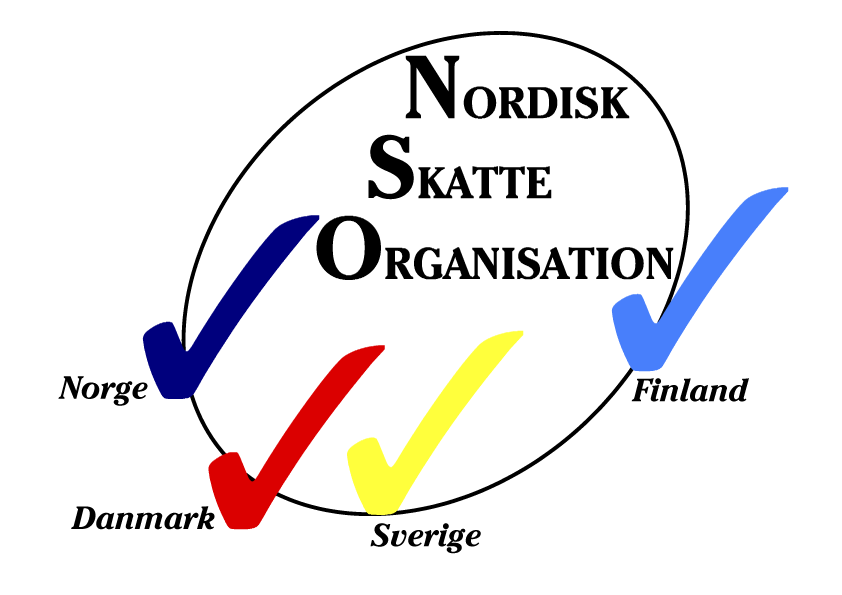 NORDISK
SKATTE
ORGANISATION
Norge
Finland
Danmark
Sverige